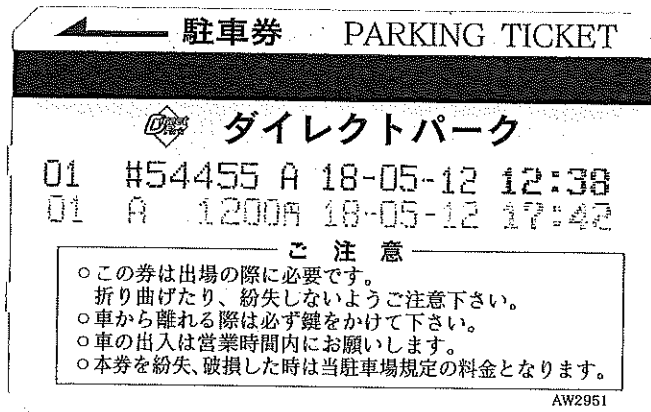 駐車券 PARKING TICKET
Direct Park ダイレクトパーク
01 #54455 A 18-05-12 12:38
01 A 1200円 18-05-12 17:42
ご注意
○この券は出場の際に必要です。
折り曲げたり、紛失しないようご注意下さい。
○車から離れる際は必ず鍵をかけて下さい。
○車の出入は営業時間内にお願いします。
○本券を紛失、破損した時は当駐車場規定の料金となります。
AW2951